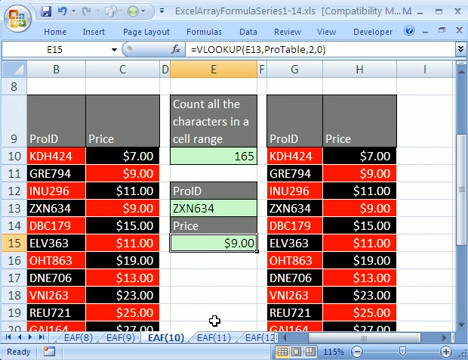 ExcelArrayFormulaSeries1-14.xls [Compatibility M...
Home Insert Page Layout Formulas Data Review View Developer
E15 fx =VLOOKUP(E13,ProTable,2,0)
B C D E F G H I
8
9 ProID Price Count all the characters in a cell range ProID Price
10 KDH424 $7.00 165 KDH424 $7.00
11 GRE794 $9.00 GRE794 $9.00
12 INU296 $11.00 ProID INU296 $11.00
13 ZXN634 $9.00 ZXN634 ZXN634 $9.00
14 DBC179 $15.00 Price DBC179 $15.00
15 ELV363 $11.00 $9.00 ELV363 $11.00
16 OHT863 $19.00 OHT863 $19.00
17 DNE706 $13.00 DNE706 $13.00
18 VNI263 $23.00 VNI263 $23.00
19 REU721 $25.00 REU721 $25.00
20 GAI164 $27.00 GAI164 $27.00
EAF(8) EAF(9) EAF(10) EAF(11) EAF(12
Ready 115%